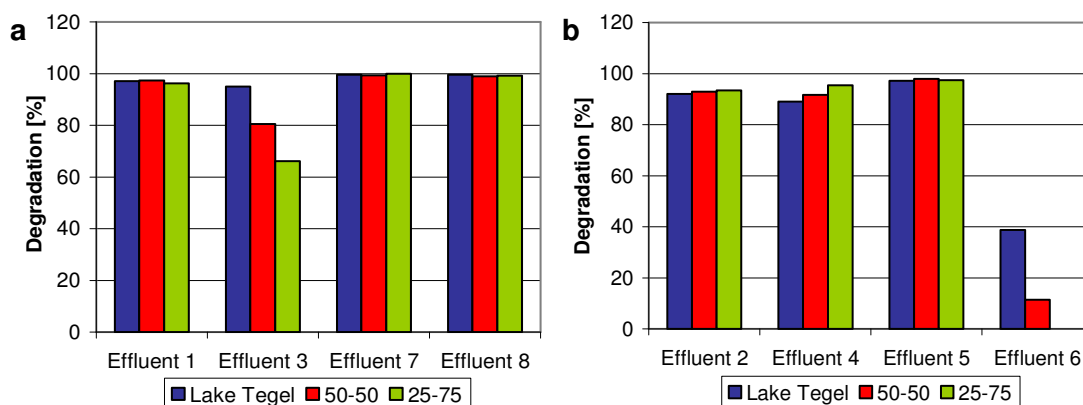 a
Degradation [%]
120
100
80
60
40
20
0
Effluent 1 Effluent 3 Effluent 7 Effluent 8
Lake Tegel 50-50 25-75
b
Degradation [%]
120
100
80
60
40
20
0
Effluent 2 Effluent 4 Effluent 5 Effluent 6
Lake Tegel 50-50 25-75